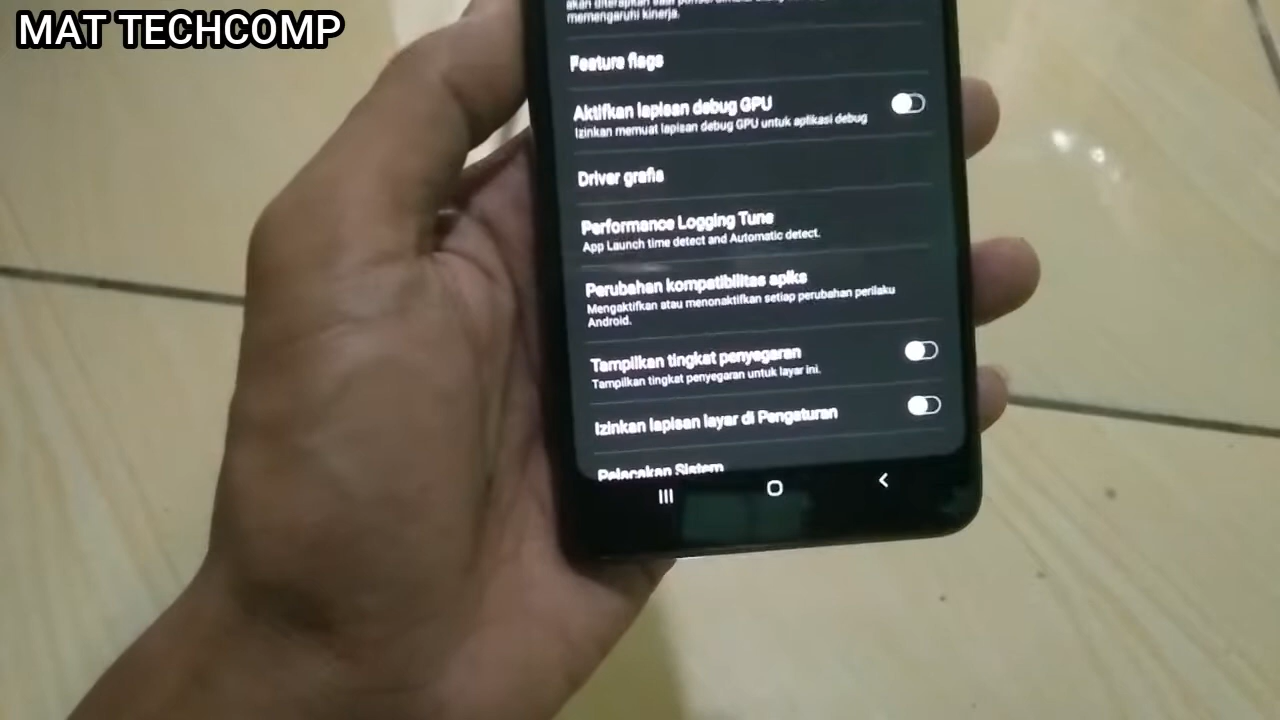 MAT TECHCOMP
memengaruhi kinerja.
Feature flags
Aktifkan lapisan debug GPU
Izinkan memuat lapisan debug GPU untuk aplikasi debug
Driver grafis
Performance Logging Tune
App Launch time detect and Automatic detect.
Perubahan kompatibilitas apliks
Mengaktifkan atau menonaktifkan setiap perubahan perilaku
Android.
Tampilkan tingkat penyegaran
Tampilkan tingkat penyegaran untuk layar ini.
Izinkan lapisan layar di Pengaturan
Pelacakan Sistem